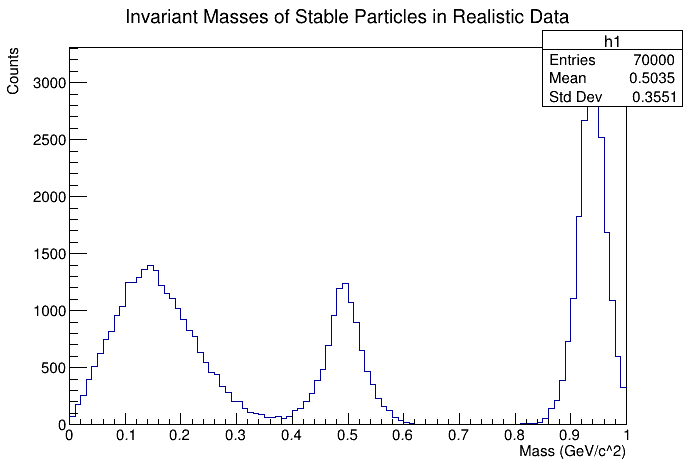 Invariant Masses of Stable Particles in Realistic Data
h1
Entries 70000
Mean 0.5035
Std Dev 0.3551
Counts
3000
2500
2000
1500
1000
500
0
0 0.1 0.2 0.3 0.4 0.5 0.6 0.7 0.8 0.9 1
Mass (GeV/c^2)